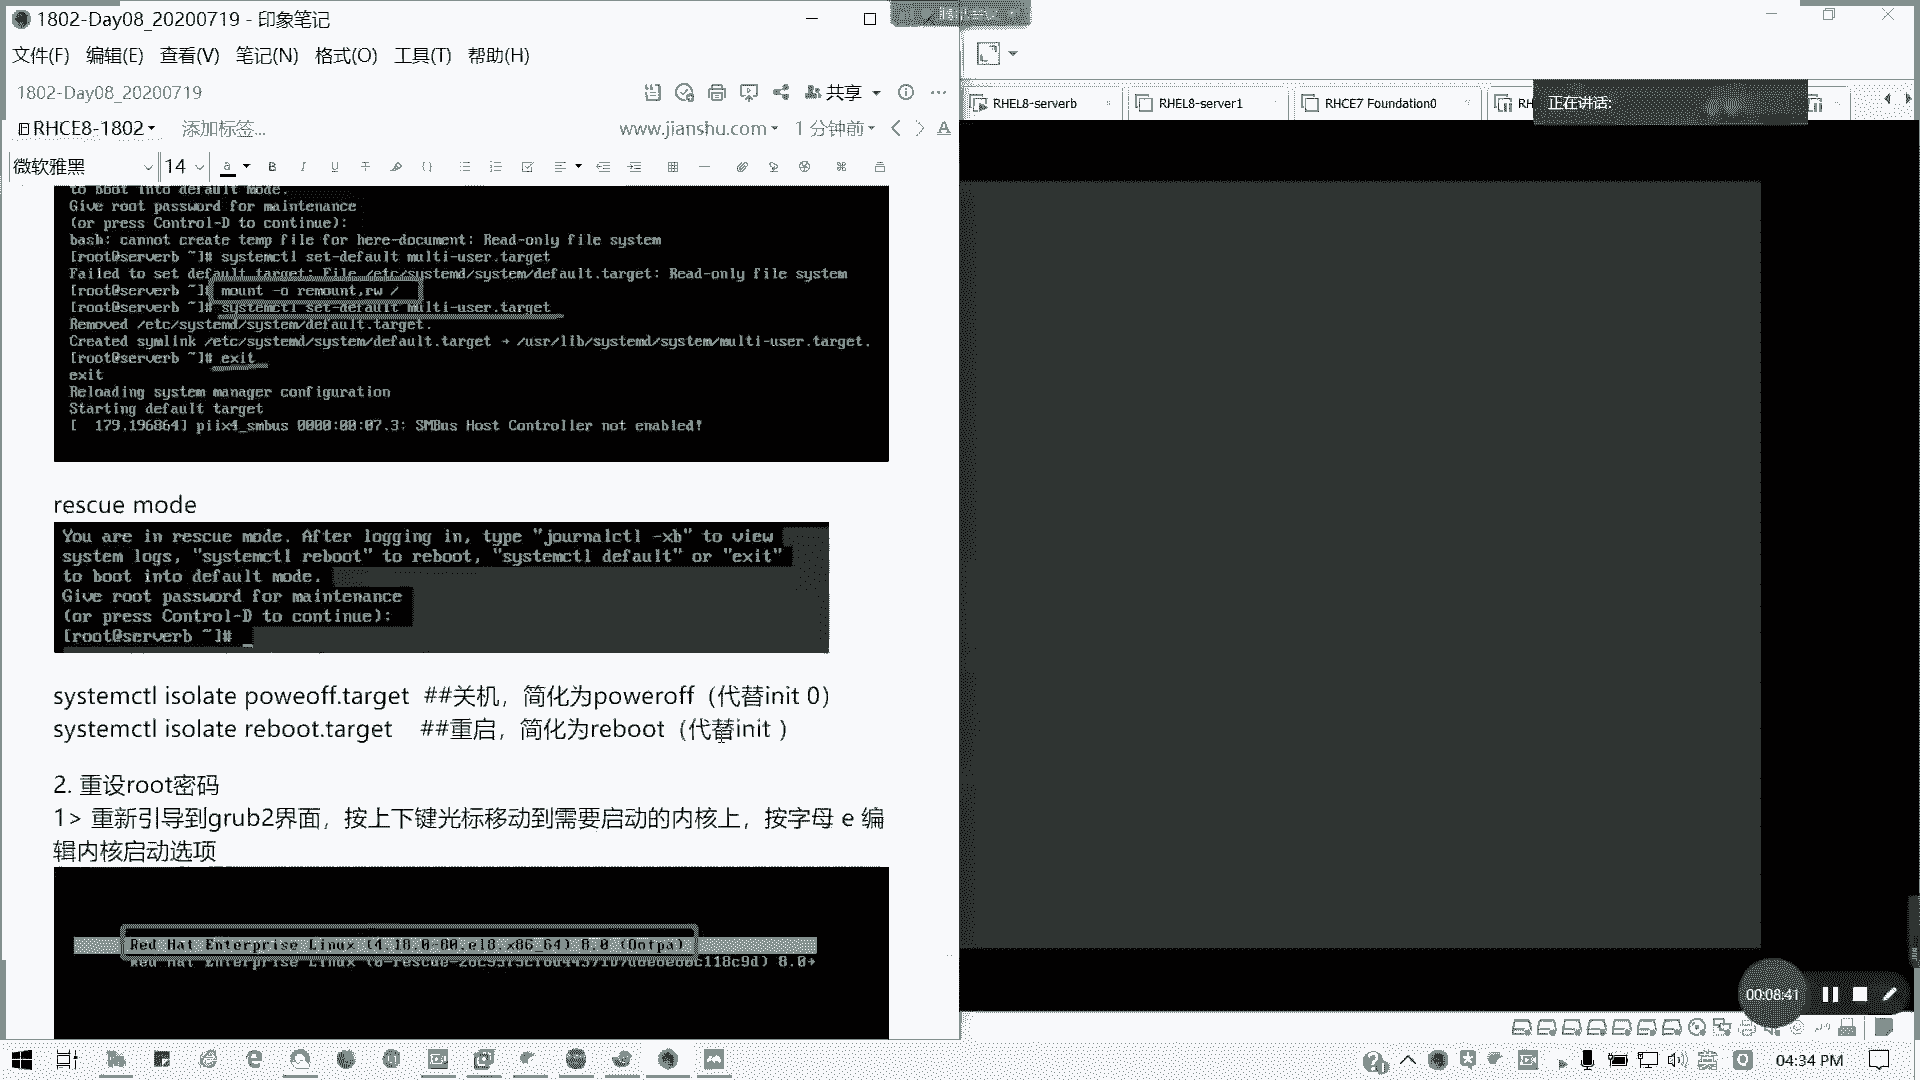 1802-Day08_20200719 - 印象笔记
文件(F) 编辑(E) 查看(V) 笔记(N) 格式(O) 工具(T) 帮助(H)
1802-Day08_20200719
共享
RHCE8-1802
添加标签...
www.jianshu.com
1 分钟前
微软雅黑
14
RHEL8-serverb
RHEL8-server1
RHCE7 Foundation0
RH
正在讲话:
to boot into default mode.
Give root password for maintenance
(or press Control-D to continue):
bash: cannot create temp file for here-document: Read-only file system
[root@serverb ~]# systemctl set-default multi-user.target
Failed to set default target: File /etc/systemd/system/default.target: Read-only file system
[root@serverb ~]# mount -o remount,rw /
[root@serverb ~]# systemctl set-default multi-user.target
Removed /etc/systemd/system/default.target.
Created symlink /etc/systemd/system/default.target → /usr/lib/systemd/system/multi-user.target.
[root@serverb ~]# exit
exit
Reloading system manager configuration
Starting default target
[  179.196864] piix4_smbus 0000:00:07.3: SMBus Host Controller not enabled!
rescue mode
You are in rescue mode. After logging in, type "journalctl -xb" to view
system logs, "systemctl reboot" to reboot, "systemctl default" or "exit"
to boot into default mode.
Give root password for maintenance
(or press Control-D to continue):
[root@serverb ~]# _
systemctl isolate poweoff.target ##关机，简化为poweroff（代替init 0）
systemctl isolate reboot.target ##重启，简化为reboot（代替init ）
2. 重设root密码
1> 重新引导到grub2界面，按上下键光标移动到需要启动的内核上，按字母 e 编
辑内核启动选项
Red Hat Enterprise Linux (4.18.0-80.el8.x86_64) 8.0 (Ootpa)
Red Hat Enterprise Linux 8.0→
00:08:41
04:34 PM